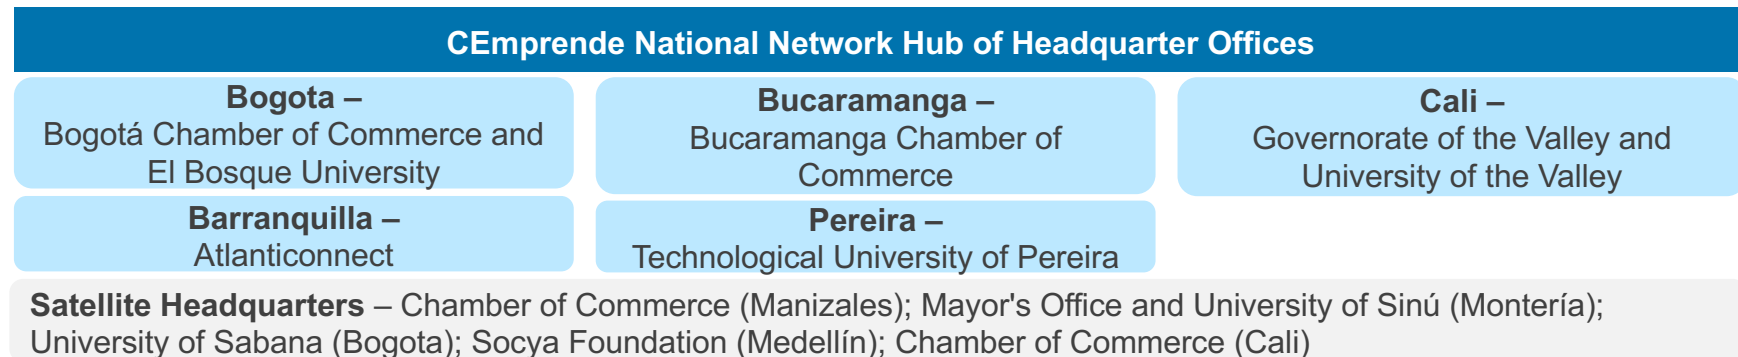 CEmprende National Network Hub of Headquarter Offices
Bogota –
Bogotá Chamber of Commerce and
El Bosque University
Bucaramanga –
Bucaramanga Chamber of
Commerce
Cali –
Governorate of the Valley and
University of the Valley
Barranquilla –
Atlanticonnect
Pereira –
Technological University of Pereira
Satellite Headquarters – Chamber of Commerce (Manizales); Mayor's Office and University of Sinú (Montería);
University of Sabana (Bogota); Socya Foundation (Medellín); Chamber of Commerce (Cali)